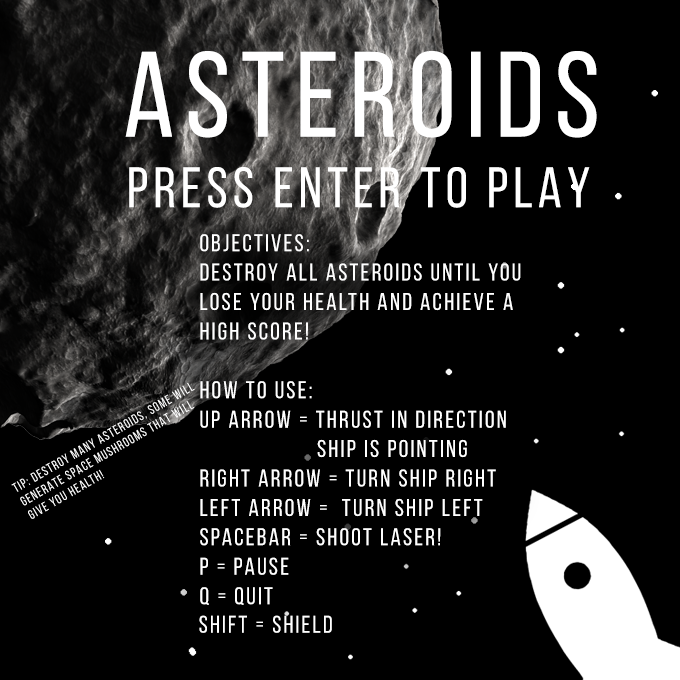 ASTEROIDS
PRESS ENTER TO PLAY
OBJECTIVES:
DESTROY ALL ASTEROIDS UNTIL YOU
LOSE YOUR HEALTH AND ACHIEVE A
HIGH SCORE!
HOW TO USE:
UP ARROW = THRUST IN DIRECTION
SHIP IS POINTING
RIGHT ARROW = TURN SHIP RIGHT
LEFT ARROW = TURN SHIP LEFT
SPACEBAR = SHOOT LASER!
P = PAUSE
Q = QUIT
SHIFT = SHIELD
TIP: DESTROY MANY ASTEROIDS, SOME WILL
GENERATE SPACE MUSHROOMS THAT WILL
GIVE YOU HEALTH!